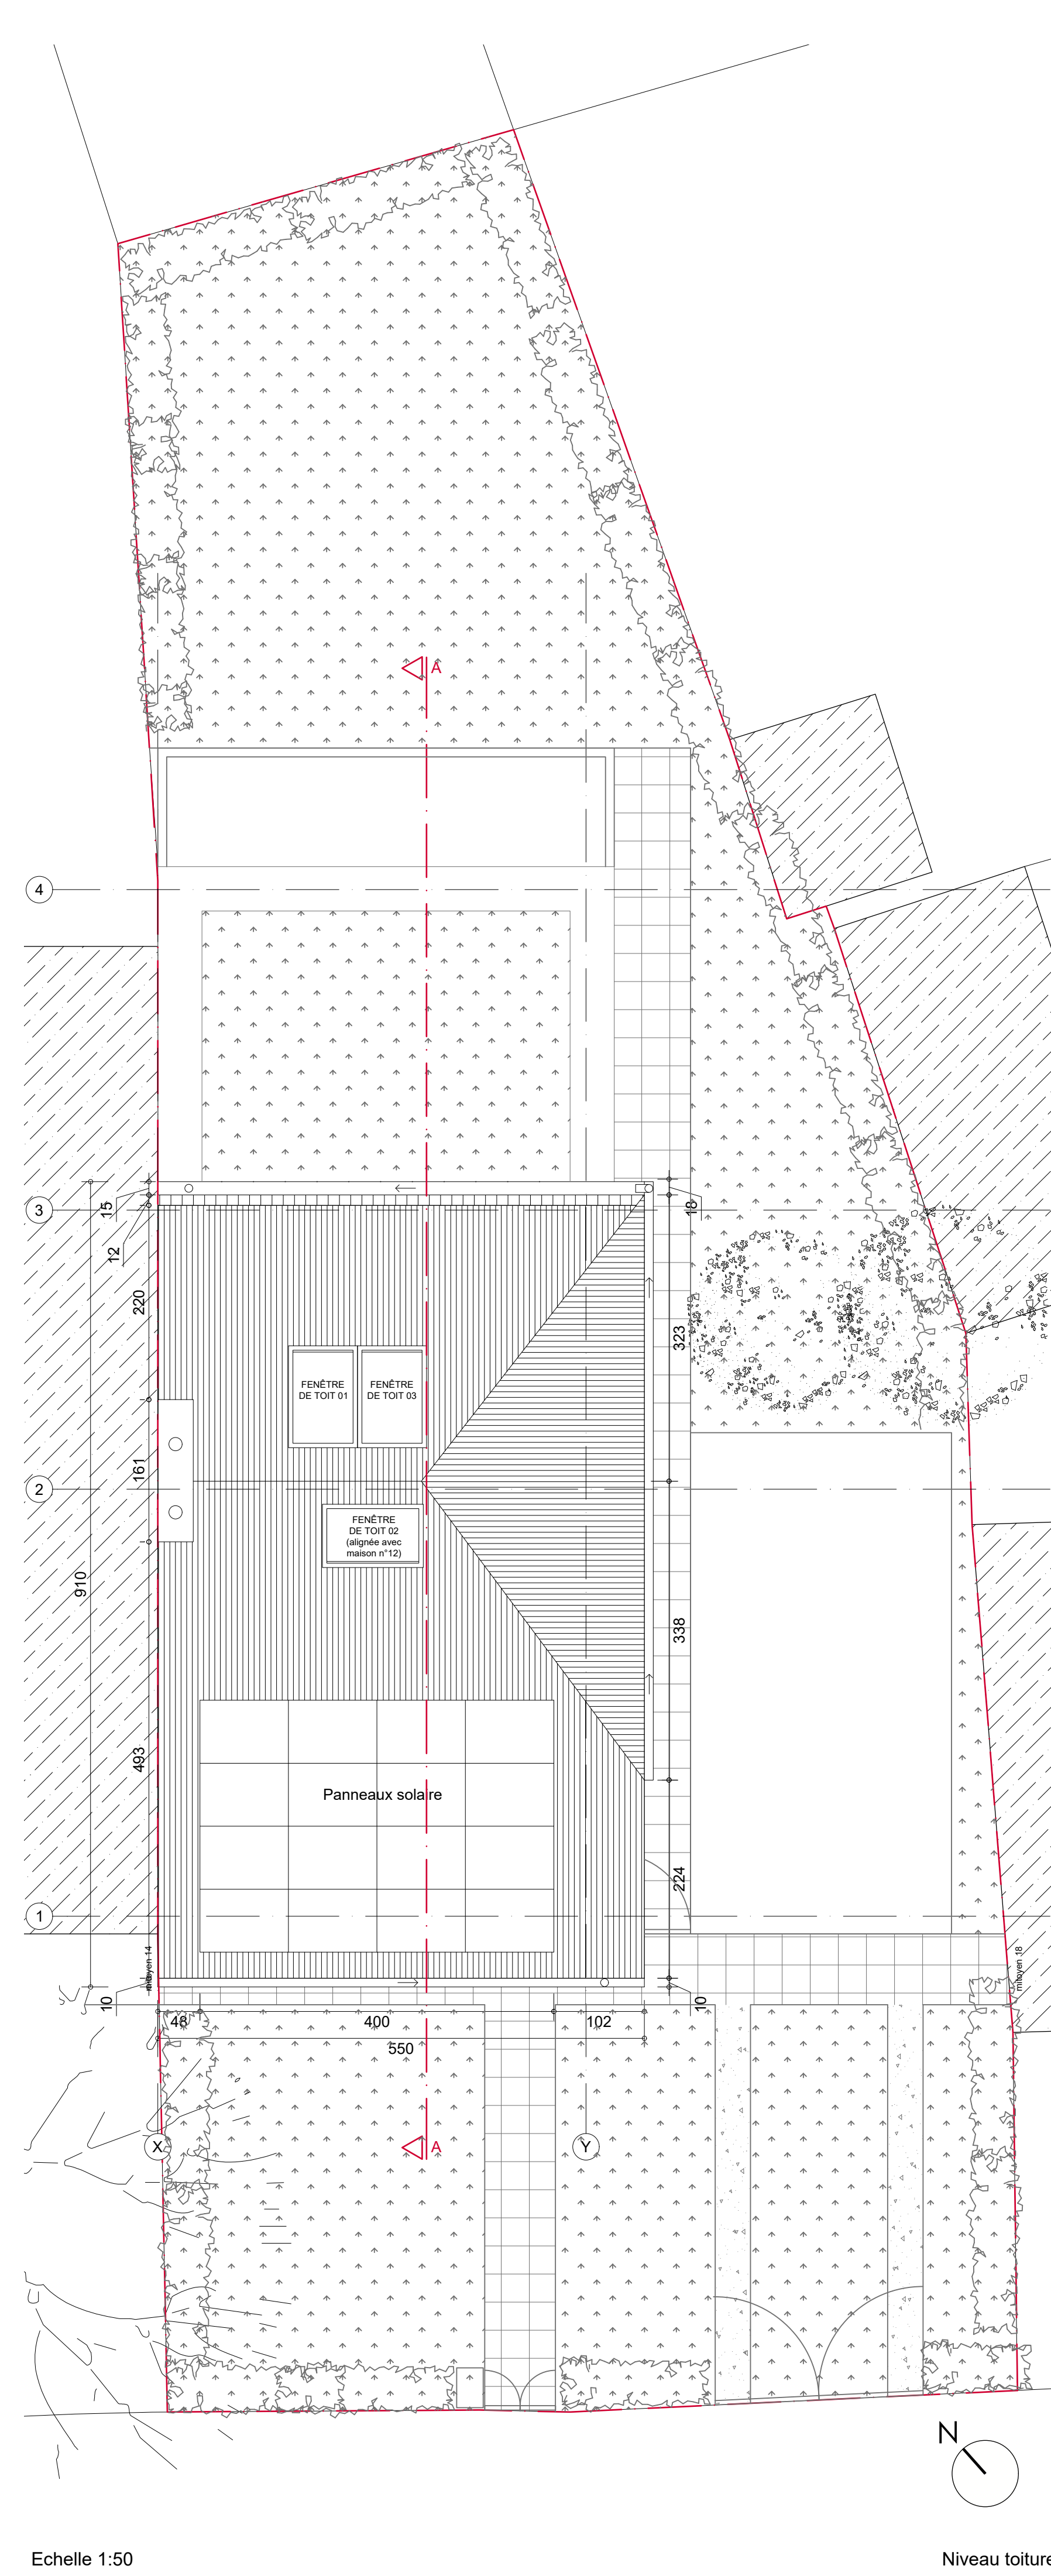 A
4
15
3
18
12
220
323
FENÊTRE
DE TOIT 01
FENÊTRE
DE TOIT 03
161
2
FENÊTRE
DE TOIT 02
(alignée avec
maison n°12)
910
338
493
Panneaux solaire
224
1
mitoyen 14
mitoyen 18
10
10
48
400
102
550
X
A
Y
N
Echelle 1:50
Niveau toiture